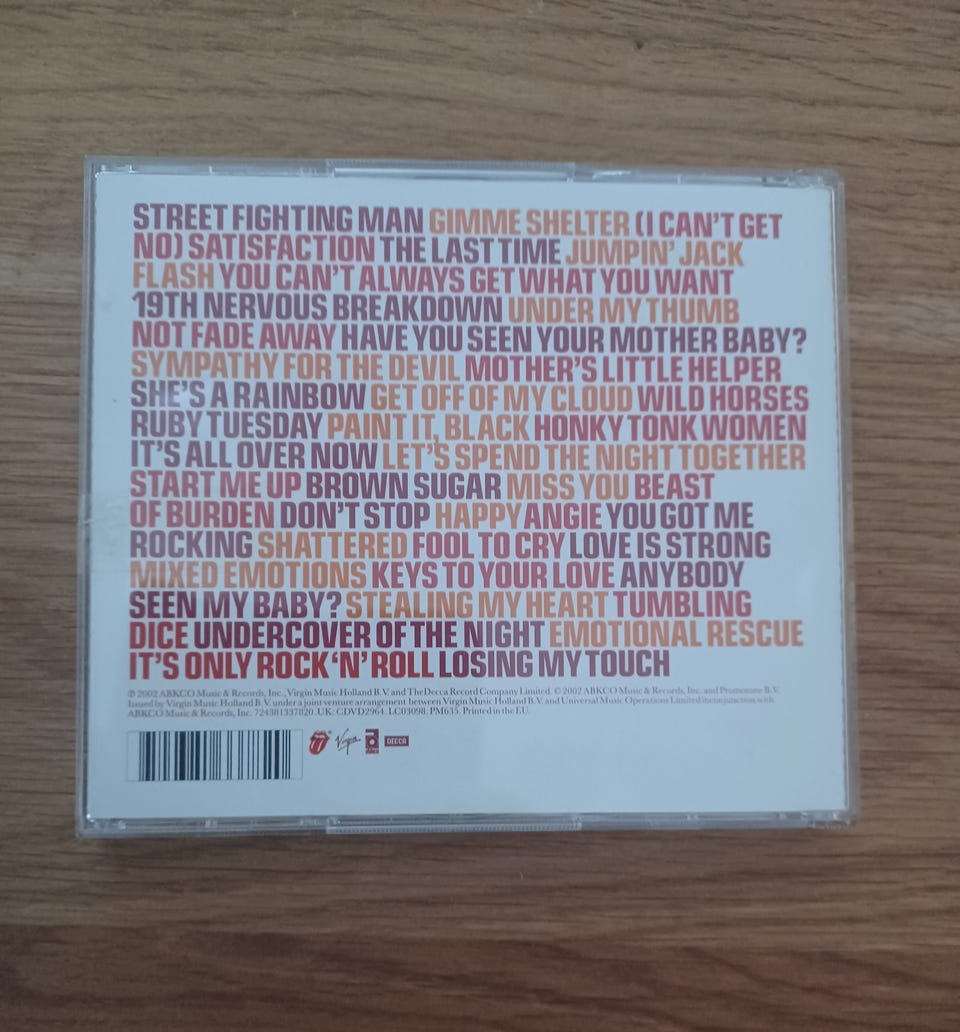 STREET FIGHTING MAN GIMME SHELTER (I CAN'T GET
NO) SATISFACTION THE LAST TIME JUMPIN' JACK
FLASH YOU CAN'T ALWAYS GET WHAT YOU WANT
19TH NERVOUS BREAKDOWN UNDER MY THUMB
NOT FADE AWAY HAVE YOU SEEN YOUR MOTHER BABY?
SYMPATHY FOR THE DEVIL MOTHER'S LITTLE HELPER
SHE'S A RAINBOW GET OFF OF MY CLOUD WILD HORSES
RUBY TUESDAY PAINT IT, BLACK HONKY TONK WOMEN
IT'S ALL OVER NOW LET'S SPEND THE NIGHT TOGETHER
START ME UP BROWN SUGAR MISS YOU BEAST
OF BURDEN DON'T STOP HAPPY ANGIE YOU GOT ME
ROCKING SHATTERED FOOL TO CRY LOVE IS STRONG
MIXED EMOTIONS KEYS TO YOUR LOVE ANYBODY
SEEN MY BABY? STEALING MY HEART TUMBLING
DICE UNDERCOVER OF THE NIGHT EMOTIONAL RESCUE
IT'S ONLY ROCK 'N' ROLL LOSING MY TOUCH
℗ 2002 ABKCO Music & Records, Inc., Virgin Music Holland B.V. and The Decca Record Company Limited. © 2002 ABKCO Music & Records, Inc. and Promotone B.V.
Issued by Virgin Music Holland B.V. under a joint venture arrangement between Virgin Music Holland B.V. and Universal Music Operations Limited in conjunction with
ABKCO Music & Records, Inc. 724381337820. UK: CDVD2964. LC03098. PM635. Printed in the EU.
Virgin DECCA